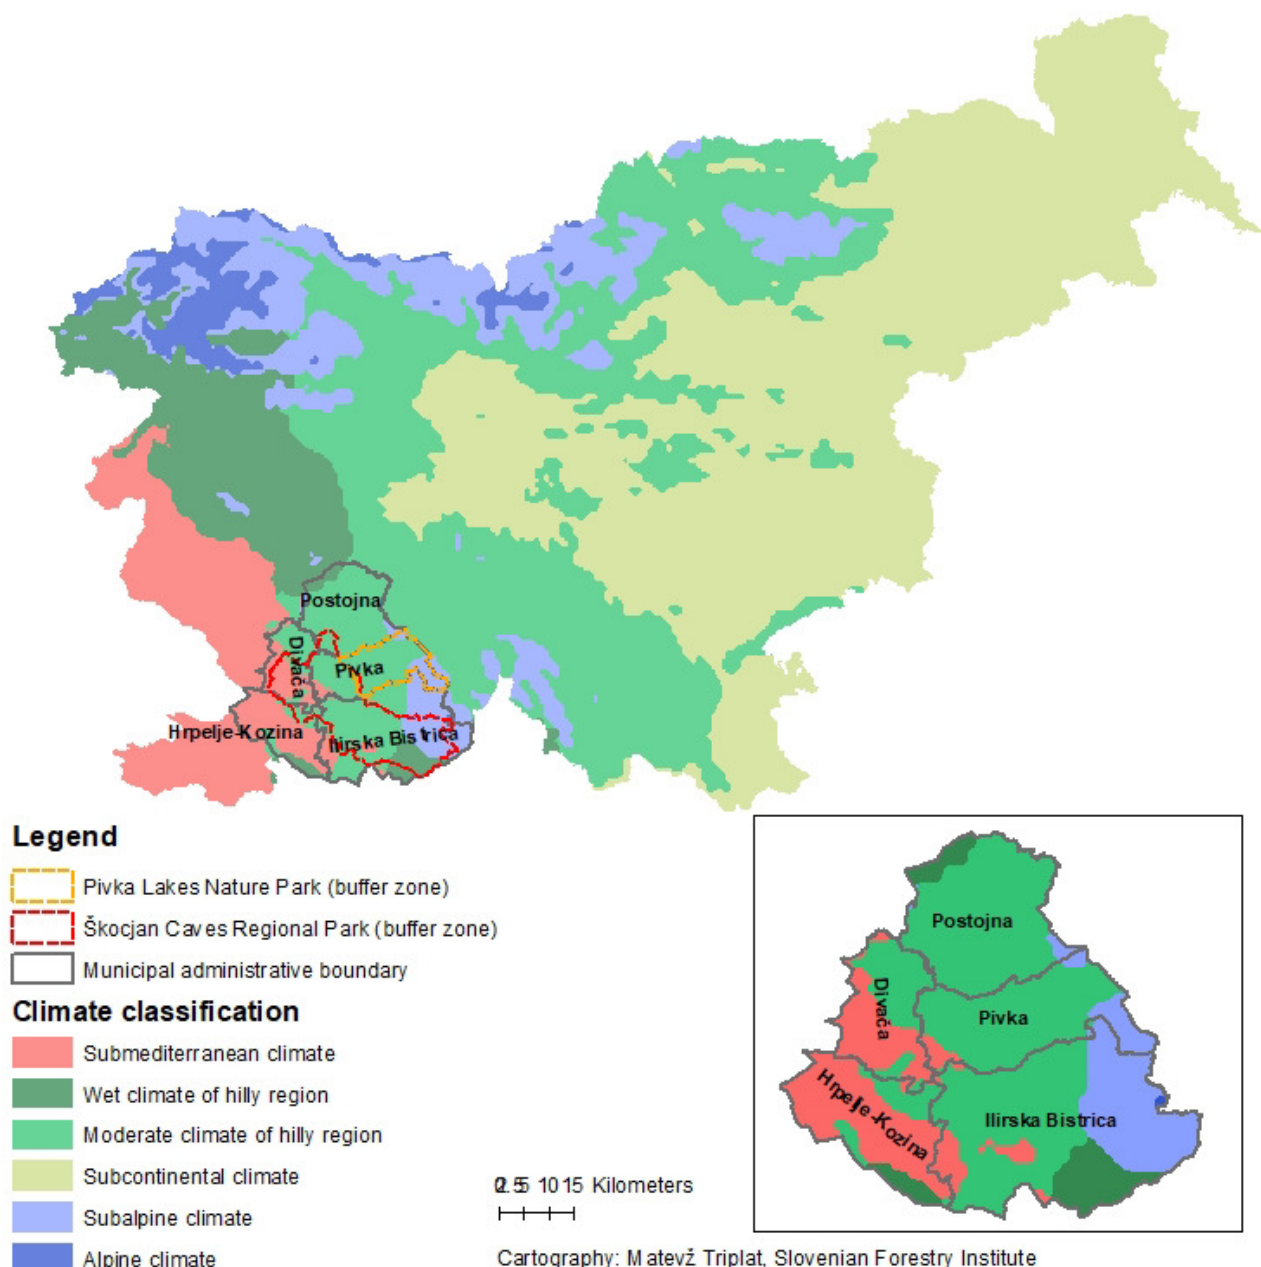 Postojna
Divača
Pivka
Hrpelje-Kozina
Ilirska Bistrica
Legend
Pivka Lakes Nature Park (buffer zone)
Škocjan Caves Regional Park (buffer zone)
Municipal administrative boundary
Climate classification
Submediterranean climate
Wet climate of hilly region
Moderate climate of hilly region
Subcontinental climate
Subalpine climate
Alpine climate
Postojna
Divača
Pivka
Hrpelje-Kozina
Ilirska Bistrica
10 15 Kilometers
Cartography: Matevž Triplat, Slovenian Forestry Institute